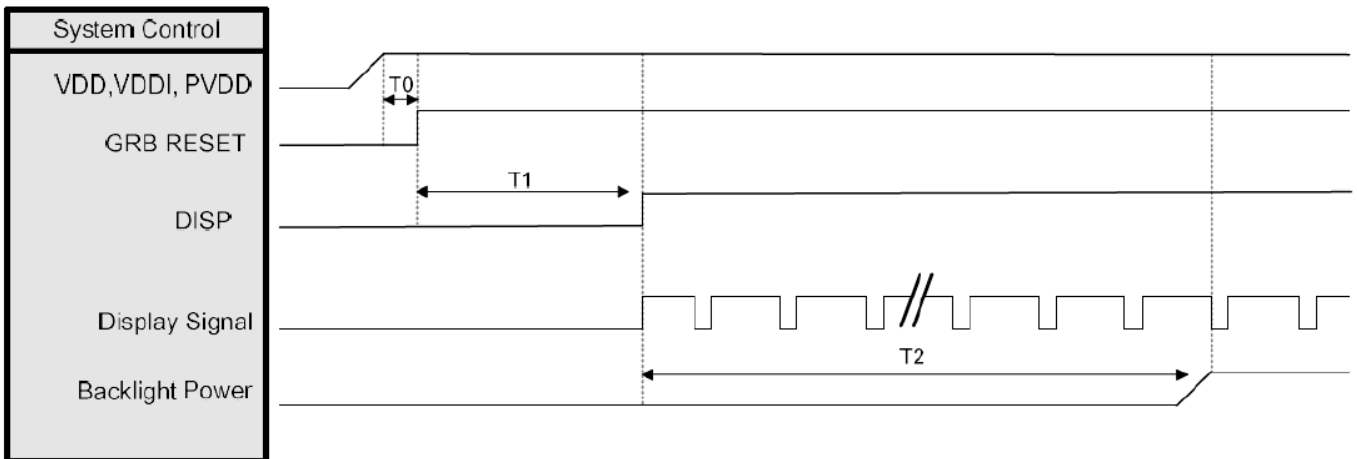 System Control
VDD,VDDI, PVDD
T0
GRB RESET
T1
DISP
Display Signal
T2
Backlight Power